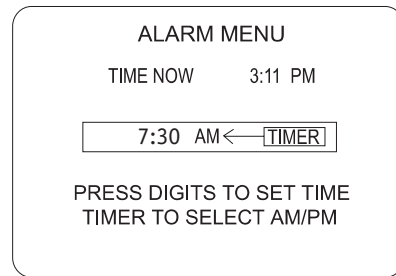 ALARM MENU
TIME NOW 3:11 PM
7:30 AM TIMER
PRESS DIGITS TO SET TIME
TIMER TO SELECT AM/PM